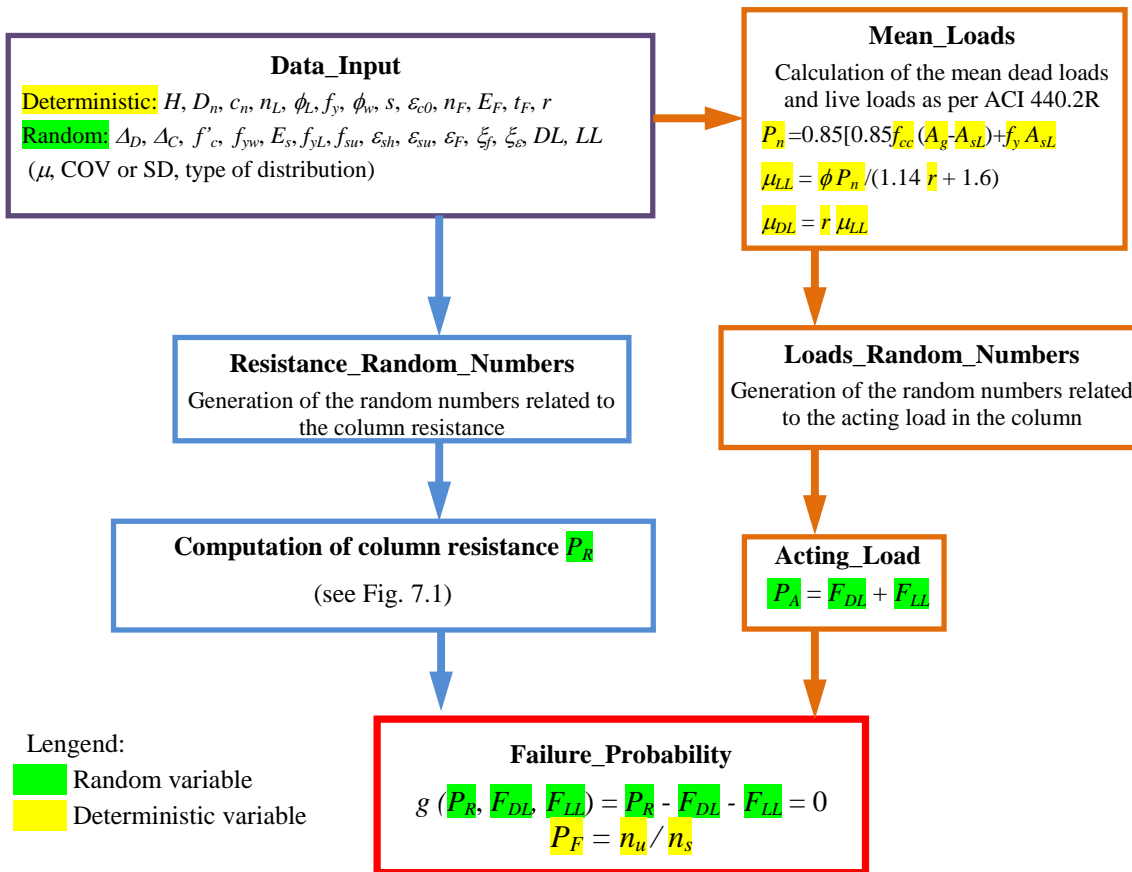 Data_Input
Deterministic: H, Dn, cn, nL, ϕL, fy, ϕw, s, εc0, nF, EF, tF, r
Random: ΔD, ΔC, f'c, fyw, Es, fyL, fsu, εsh, εsu, εF, ξf, ξε, DL, LL
(μ, COV or SD, type of distribution)
Mean_Loads
Calculation of the mean dead loads
and live loads as per ACI 440.2R
Pn=0.85[0.85fcc (Ag-AsL)+fy AsL
μLL = ϕ Pn /(1.14 r + 1.6)
μDL = r μLL
Resistance_Random_Numbers
Generation of the random numbers related to
the column resistance
Loads_Random_Numbers
Generation of the random numbers related
to the acting load in the column
Computation of column resistance PR
(see Fig. 7.1)
Acting_Load
PA = FDL + FLL
Lengend:
Random variable
Deterministic variable
Failure_Probability
g (PR, FDL, FLL) = PR - FDL - FLL = 0
PF = nu / ns